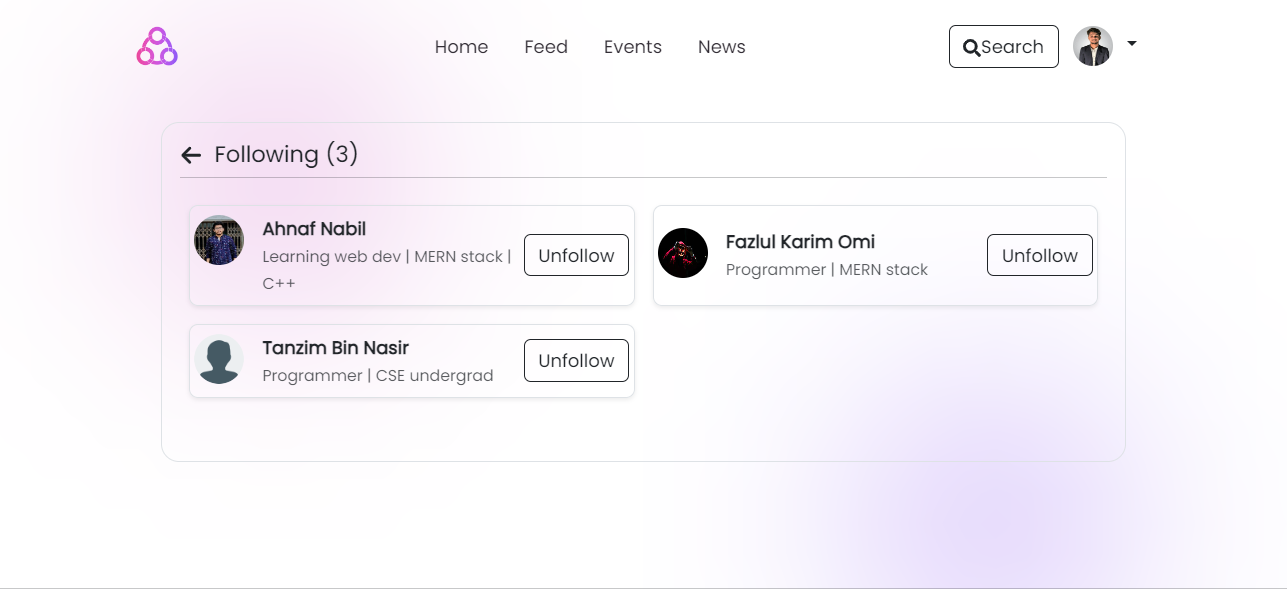 Home Feed Events News Search
Following (3)
Ahnaf Nabil
Learning web dev | MERN stack |
C++
Unfollow
Fazlul Karim Omi
Programmer | MERN stack
Unfollow
Tanzim Bin Nasir
Programmer | CSE undergrad
Unfollow